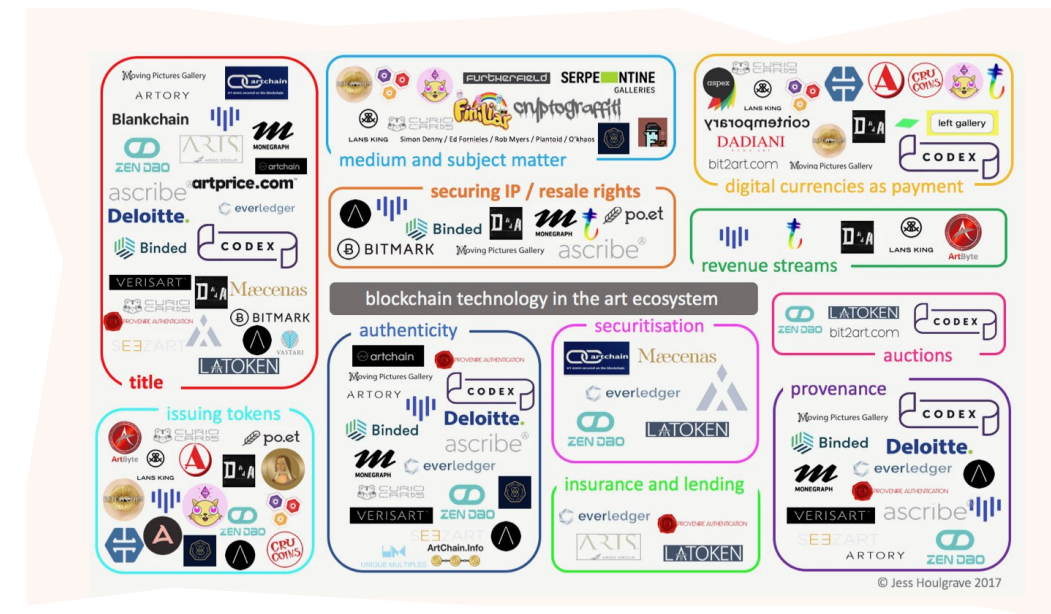 Moving Pictures Gallery
artchain
ARTORY
Blankchain
MONEGRAPH
ZEN DAO
ARTS
artchain
ascribe
artprice.com
Deloitte.
everledger
Binded
CODEX
VERISART
Mæcenas
CURIO CARDS
PROVENIRE AUTHENTICATION
BITMARK
SEEZART
VASTARI
LATOKEN
title
FURTHERFIELD
SERPENTINE GALLERIES
Finiliar
cryptograffiti
LANS KING
CURIO CARDS
Simon Denny / Ed Fornieles / Rob Myers / Plantoid / O'khaos
medium and subject matter
aspex
CURIO CARDS
LANS KING
CRU COINS
contemporary
left gallery
DADIANI
bit2art.com
Moving Pictures Gallery
CODEX
digital currencies as payment
securing IP / resale rights
Binded
MONEGRAPH
po.et
BITMARK
Moving Pictures Gallery
ascribe
LANS KING
ArtByte
revenue streams
blockchain technology in the art ecosystem
authenticity
artchain
PROVENIRE AUTHENTICATION
Moving Pictures Gallery
ARTORY
CODEX
Deloitte.
Binded
ascribe
MONEGRAPH
everledger
CURIO CARDS
ZEN DAO
VERISART
SEEZART
ArtChain.Info
UNIQUE MULTIPLES
securitisation
artchain
Mæcenas
everledger
ZEN DAO
LATOKEN
ZEN DAO
LATOKEN
bit2art.com
CODEX
auctions
issuing tokens
ArtByte
CURIO CARDS
po.et
LANS KING
ZEN DAO
CRU COINS
insurance and lending
everledger
PROVENIRE AUTHENTICATION
ARTS
LATOKEN
provenance
Moving Pictures Gallery
CODEX
Binded
Deloitte.
MONEGRAPH
everledger
PROVENIRE AUTHENTICATION
VERISART
ascribe
SEEZART
ARTORY
ZEN DAO
© Jess Houlgrave 2017